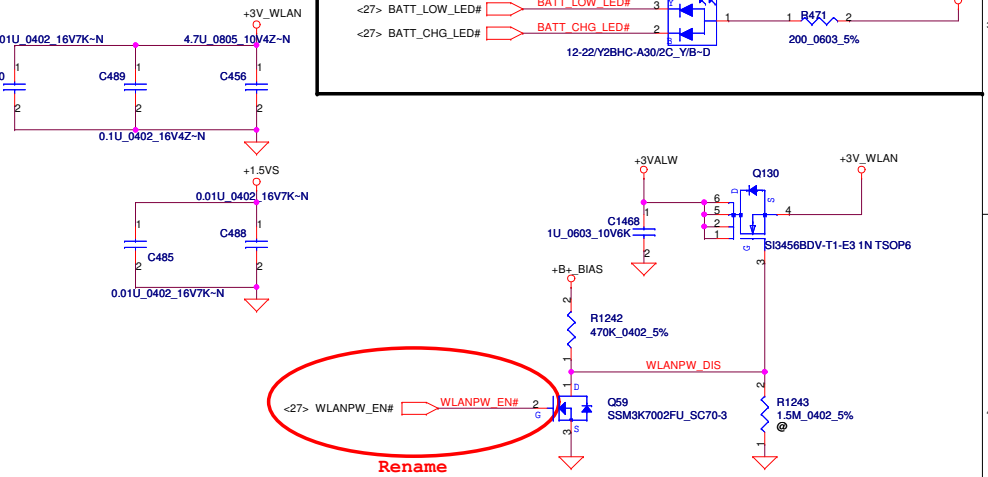 +3V_WLAN
01U_0402_16V7K~N
4.7U_0805_10V4Z~N
1
1
1
0
C489
C456
2
2
2
0.1U_0402_16V4Z~N
+1.5VS
0.01U_0402_16V7K~N
1
1
C485
C488
2
2
0.01U_0402_16V7K~N
<27> BATT_LOW_LED#
BATT_LOW_LED#
3
Y
<27> BATT_CHG_LED#
BATT_CHG_LED#
2
B
1
1
R471
2
200_0603_5%
12-22/Y2BHC-A30/2C_Y/B~D
+3VALW
Q130
+3V_WLAN
6
5
2
1
D
S
4
G
3
C1468
1
1U_0603_10V6K
2
SI3456BDV-T1-E3 1N TSOP6
+B+_BIAS
2
R1242
470K_0402_5%
1
WLANPW_DIS
<27> WLANPW_EN#
WLANPW_EN#
2
G
1
D
3
S
Q59
SSM3K7002FU_SC70-3
2
R1243
1.5M_0402_5%
@
1
Rename